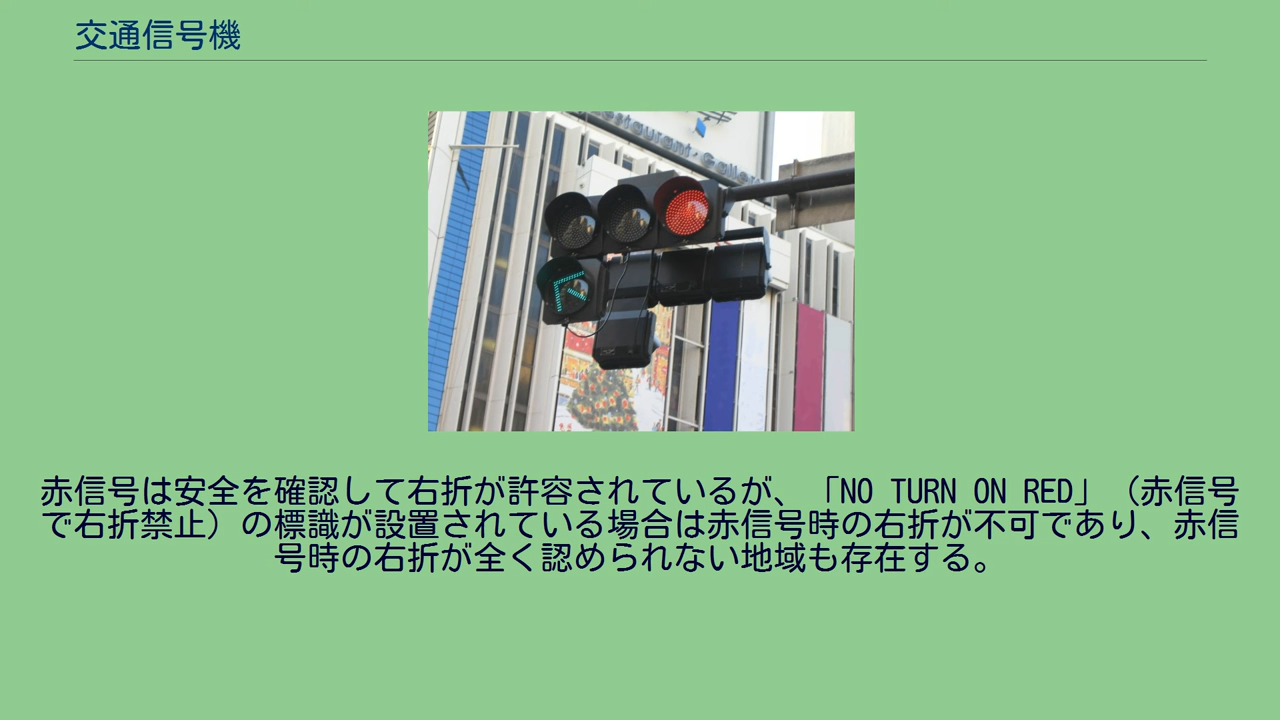 交通信号機
Restaurant・Gallery
赤信号は安全を確認して右折が許容されているが、「NO TURN ON RED」（赤信号
で右折禁止）の標識が設置されている場合は赤信号時の右折が不可であり、赤信
号時の右折が全く認められない地域も存在する。